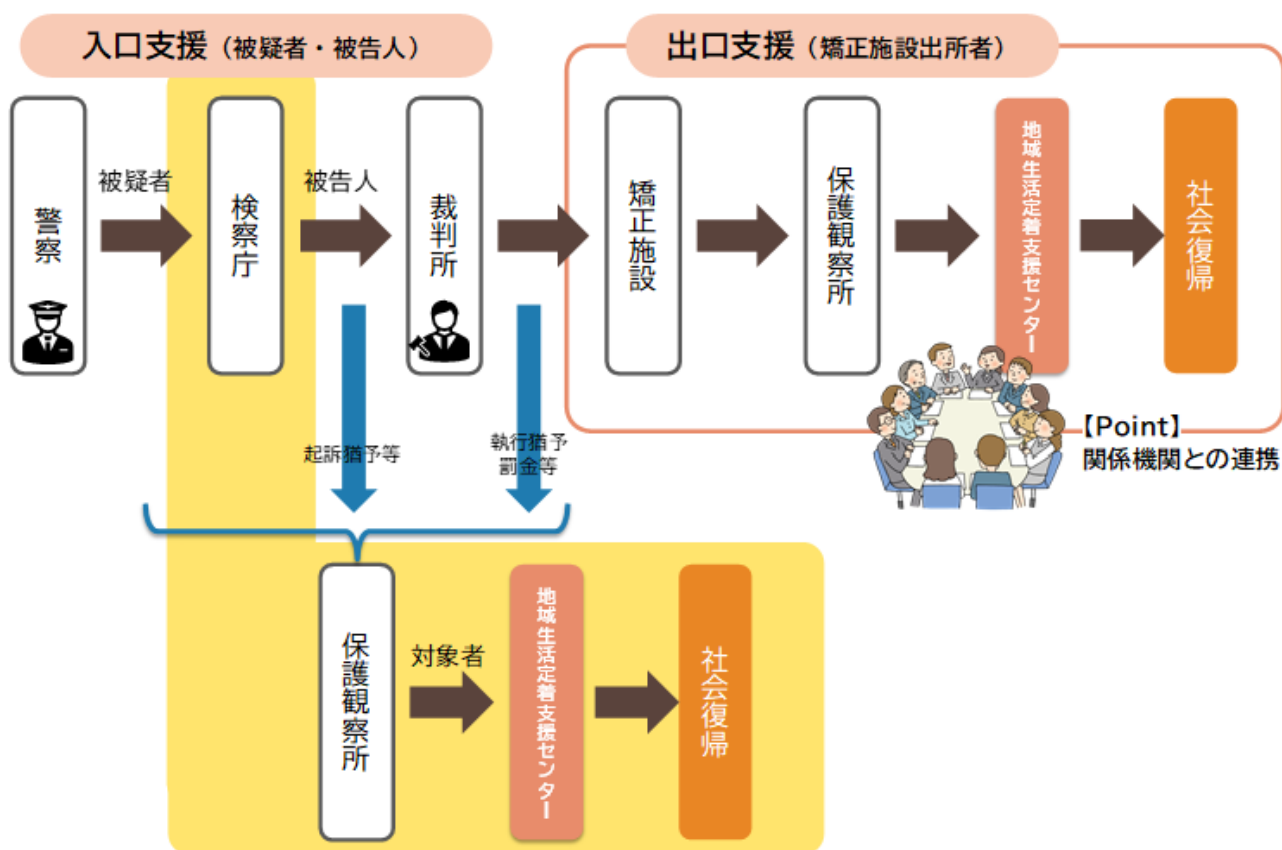 入口支援（被疑者・被告人）
出口支援（矯正施設出所者）
警察
被疑者
検察庁
被告人
裁判所
矯正施設
保護観察所
地域生活定着支援センター
社会復帰
起訴猶予等
執行猶予
罰金等
【Point】
関係機関との連携
保護観察所
対象者
地域生活定着支援センター
社会復帰